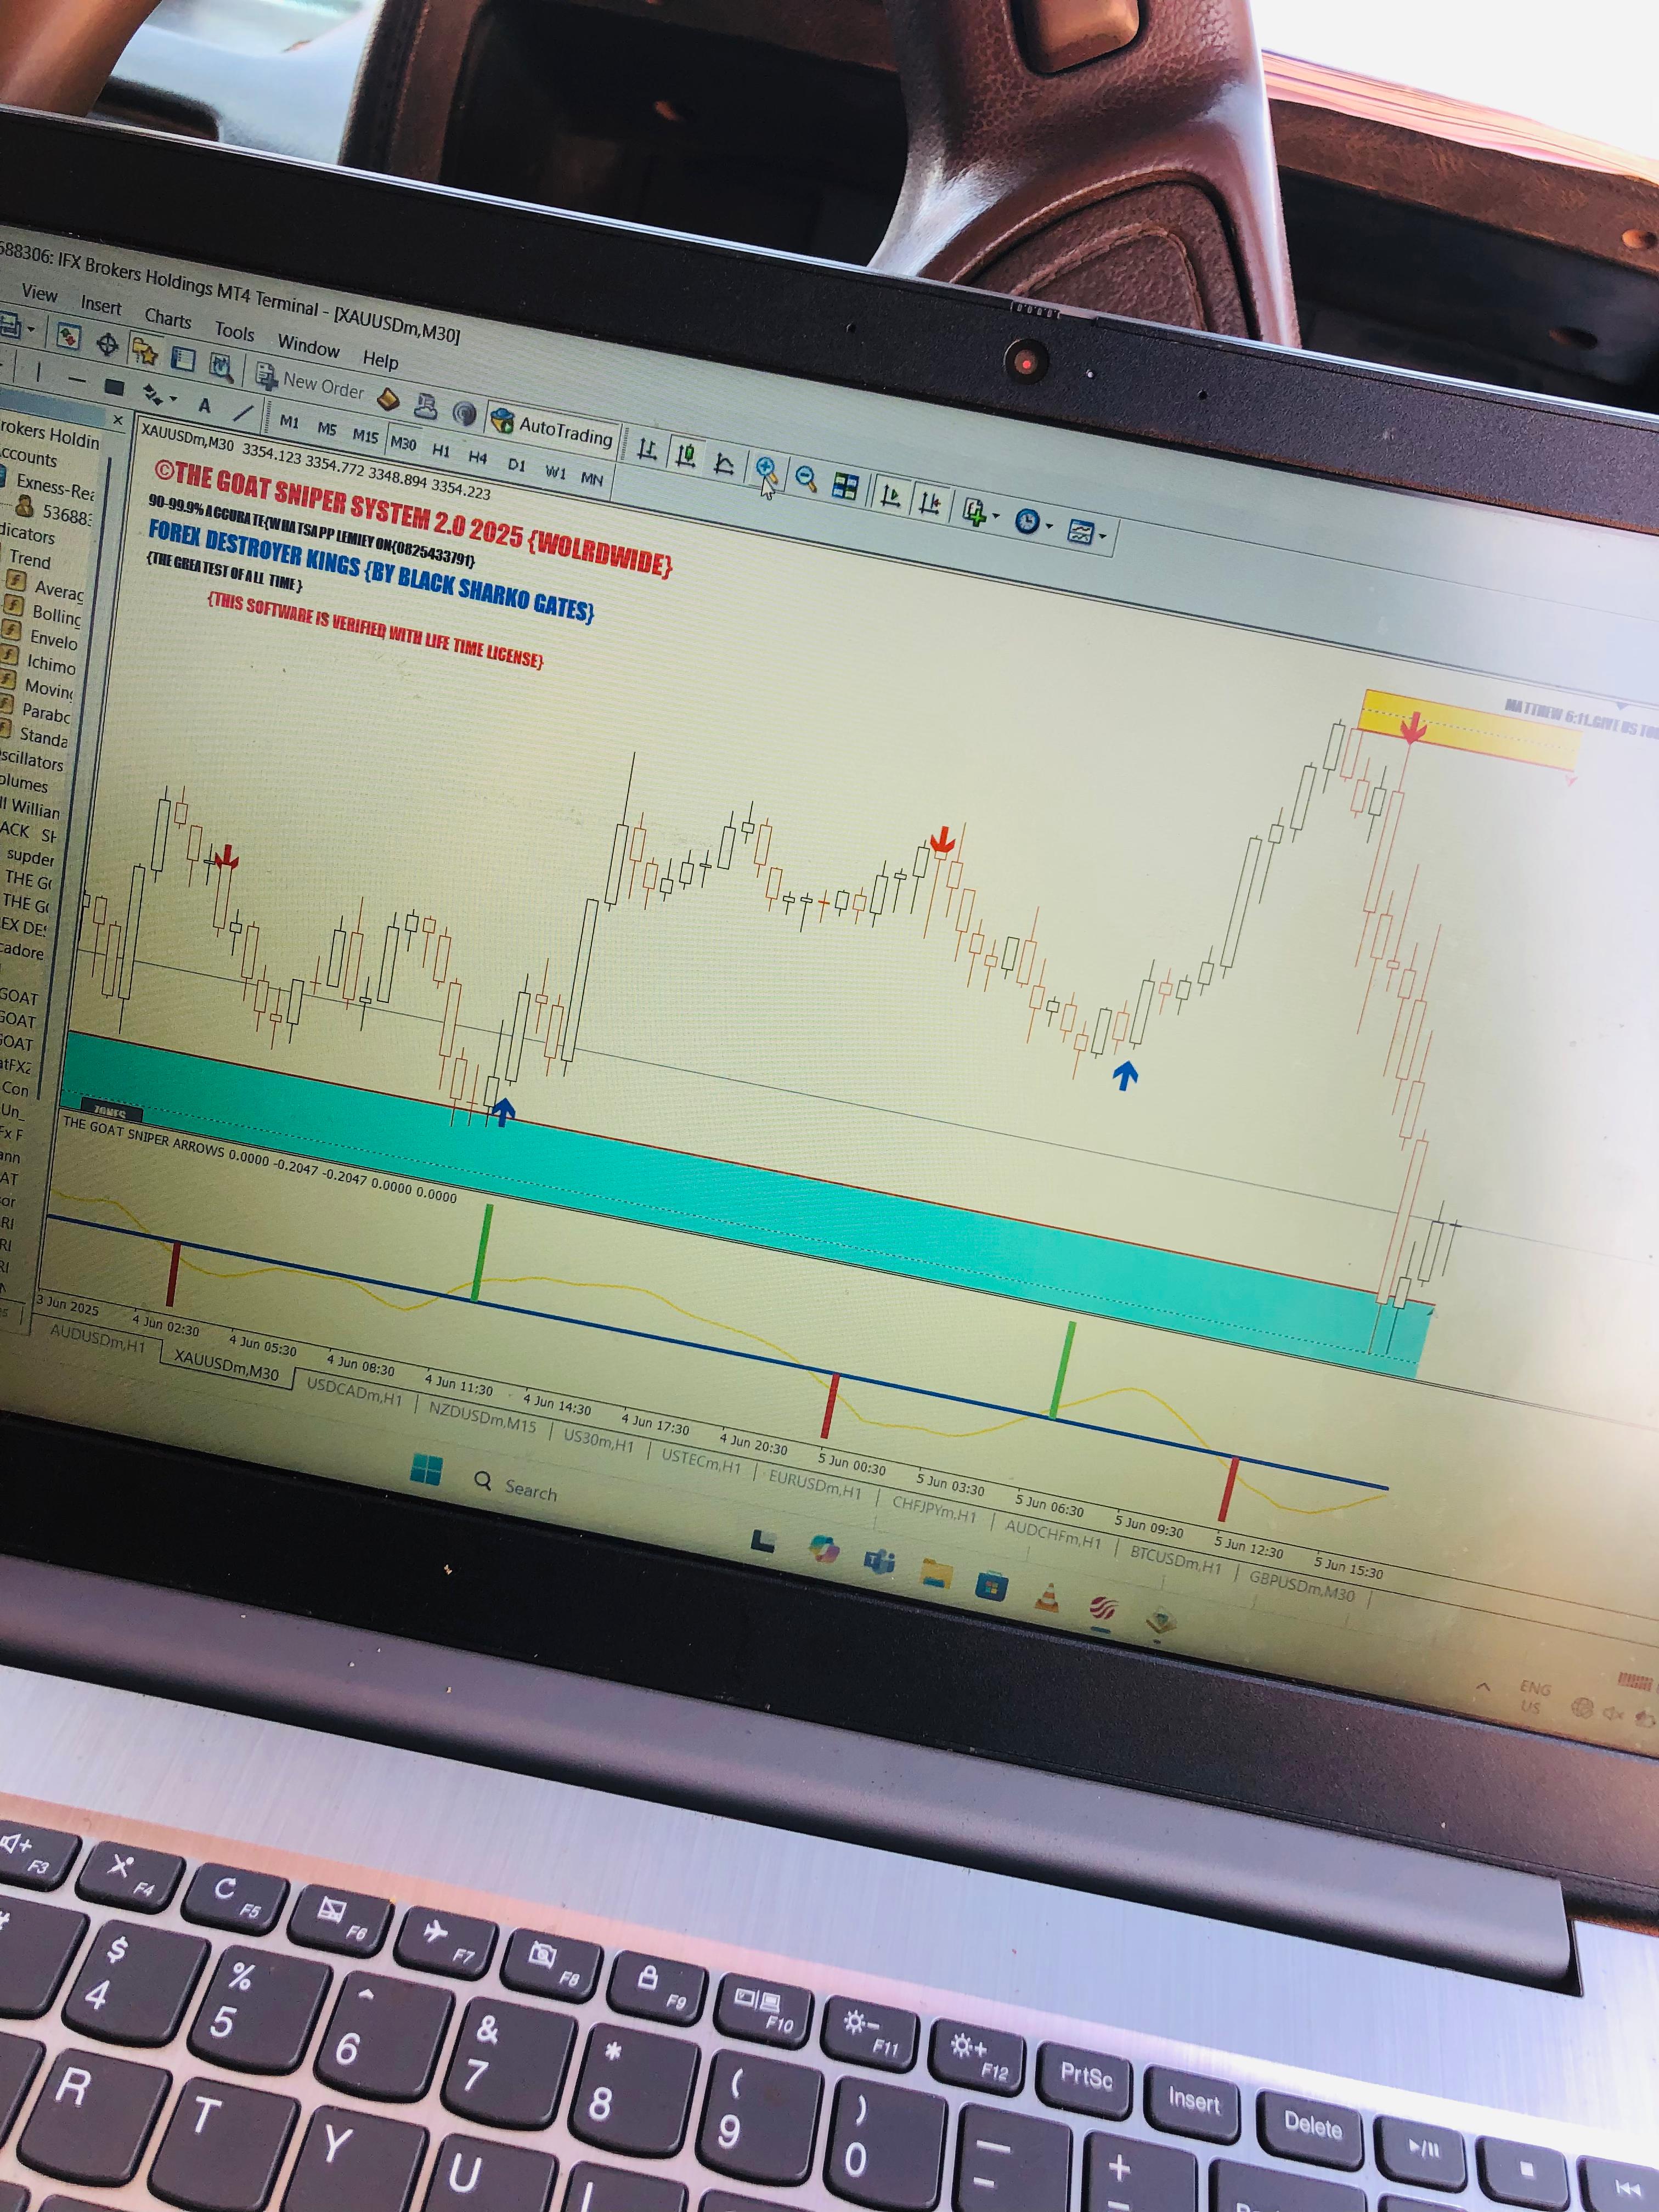 688306: IFX Brokers Holdings MT4 Terminal - [XAUUSDm,M30]
View Insert Charts Tools Window Help
New Order AutoTrading
A M1 M5 M15 M30 H1 H4 D1 W1 MN
rokers Holdin
ccounts
Exness-Rea
53688
dicators
Trend
Averag
Bolling
Envelo
Ichimo
Moving
Parabo
Standa
scillators
olumes
ll Willian
ACK SH
supder
THE GO
THE GO
EX DES
cadore
GOAT
GOAT
GOAT
atFX2
Con
Un_
Fx F
ann
AT
or
RI
RI
RI
XAUUSDm,M30 3354.123 3354.772 3348.894 3354.223
©THE GOAT SNIPER SYSTEM 2.0 2025 {WOLRDWIDE}
90-99.9% ACCURATE{WHATSAPP LEMIEY ON{0825433791}
FOREX DESTROYER KINGS {BY BLACK SHARKO GATES}
{THE GREATEST OF ALL TIME}
{THIS SOFTWARE IS VERIFIED WITH LIFE TIME LICENSE}
MATTHEW 6:11.GIVE US TO
ZONES
THE GOAT SNIPER ARROWS 0.0000 -0.2047 -0.2047 0.0000 0.0000
3 Jun 2025 4 Jun 02:30 4 Jun 05:30 4 Jun 08:30 4 Jun 11:30 4 Jun 14:30 4 Jun 17:30 4 Jun 20:30 5 Jun 00:30 5 Jun 03:30 5 Jun 06:30 5 Jun 09:30 5 Jun 12:30 5 Jun 15:30
AUDUSDm,H1 XAUUSDm,M30 USDCADm,H1 NZDUSDm,M15 US30m,H1 USTECm,H1 EURUSDm,H1 CHFJPYm,H1 AUDCHFm,H1 BTCUSDm,H1 GBPUSDm,M30
Search
ENG
US
F3 F4 F5 F6 F7 F8 F9 F10 F11 F12 PrtSc Insert Delete
$ % ^ & * ( ) — +
4 5 6 7 8 9 0 -
R T Y U